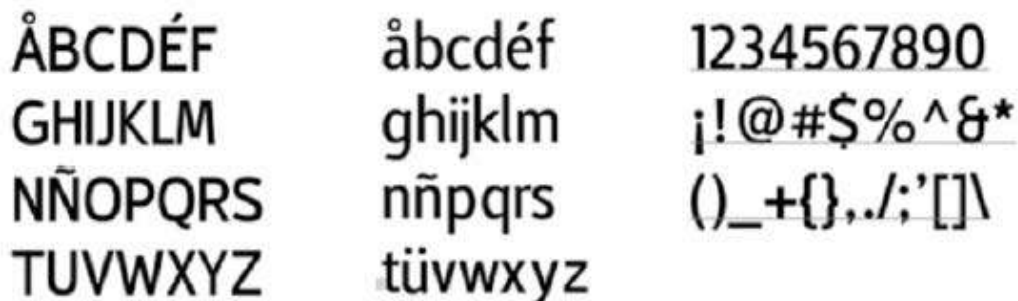 ÅBCDÉF
GHIJKLM
NÑOPQRS
TUVWXYZ
åbcdéf
ghijklm
nñpqrs
tüvwxyz
1234567890
¡!@#$%^&*
()_+{},./;’[]\